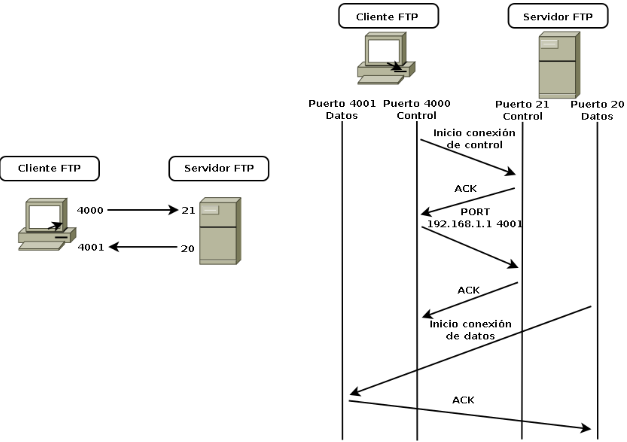 Cliente FTP
Servidor FTP
4000
21
4001
20
Cliente FTP
Servidor FTP
Puerto 4001
Datos
Puerto 4000
Control
Puerto 21
Control
Puerto 20
Datos
Inicio conexión
de control
ACK
PORT
192.168.1.1 4001
ACK
Inicio conexión
de datos
ACK